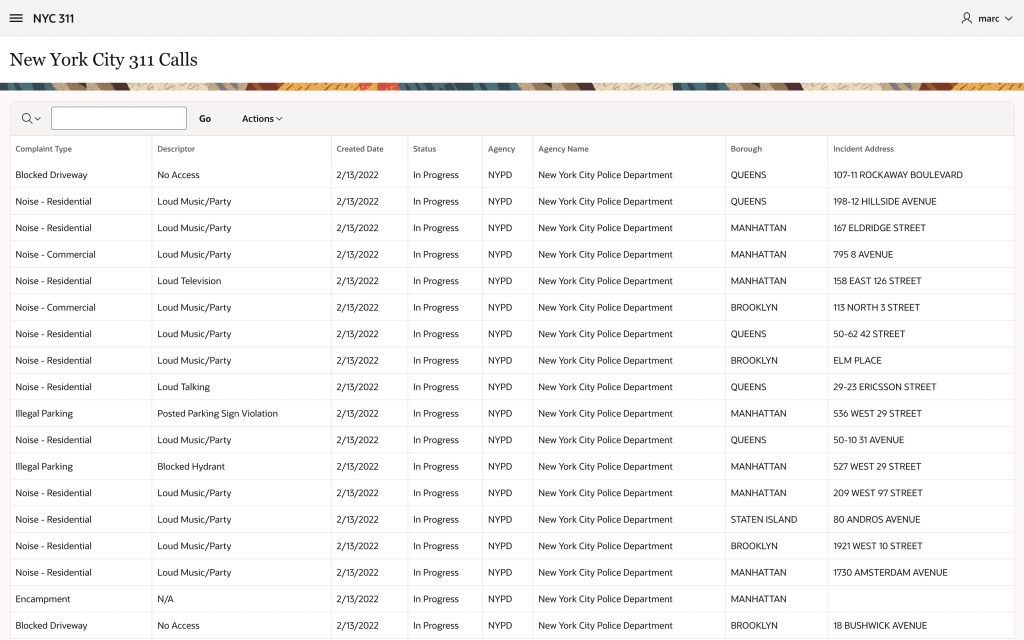 NYC 311 marc
New York City 311 Calls
Go Actions
Complaint Type Descriptor Created Date Status Agency Agency Name Borough Incident Address
Blocked Driveway No Access 2/13/2022 In Progress NYPD New York City Police Department QUEENS 107-11 ROCKAWAY BOULEVARD
Noise - Residential Loud Music/Party 2/13/2022 In Progress NYPD New York City Police Department QUEENS 198-12 HILLSIDE AVENUE
Noise - Residential Loud Music/Party 2/13/2022 In Progress NYPD New York City Police Department MANHATTAN 167 ELDRIDGE STREET
Noise - Commercial Loud Music/Party 2/13/2022 In Progress NYPD New York City Police Department MANHATTAN 795 8 AVENUE
Noise - Residential Loud Television 2/13/2022 In Progress NYPD New York City Police Department MANHATTAN 158 EAST 126 STREET
Noise - Commercial Loud Music/Party 2/13/2022 In Progress NYPD New York City Police Department BROOKLYN 113 NORTH 3 STREET
Noise - Residential Loud Music/Party 2/13/2022 In Progress NYPD New York City Police Department QUEENS 50-62 42 STREET
Noise - Residential Loud Music/Party 2/13/2022 In Progress NYPD New York City Police Department BROOKLYN ELM PLACE
Noise - Residential Loud Talking 2/13/2022 In Progress NYPD New York City Police Department QUEENS 29-23 ERICSSON STREET
Illegal Parking Posted Parking Sign Violation 2/13/2022 In Progress NYPD New York City Police Department MANHATTAN 536 WEST 29 STREET
Noise - Residential Loud Music/Party 2/13/2022 In Progress NYPD New York City Police Department QUEENS 50-10 31 AVENUE
Illegal Parking Blocked Hydrant 2/13/2022 In Progress NYPD New York City Police Department MANHATTAN 527 WEST 29 STREET
Noise - Residential Loud Music/Party 2/13/2022 In Progress NYPD New York City Police Department MANHATTAN 209 WEST 97 STREET
Noise - Residential Loud Music/Party 2/13/2022 In Progress NYPD New York City Police Department STATEN ISLAND 80 ANDROS AVENUE
Noise - Residential Loud Music/Party 2/13/2022 In Progress NYPD New York City Police Department BROOKLYN 1921 WEST 10 STREET
Noise - Residential Loud Music/Party 2/13/2022 In Progress NYPD New York City Police Department MANHATTAN 1730 AMSTERDAM AVENUE
Encampment N/A 2/13/2022 In Progress NYPD New York City Police Department MANHATTAN
Blocked Driveway No Access 2/13/2022 In Progress NYPD New York City Police Department BROOKLYN 18 BUSHWICK AVENUE